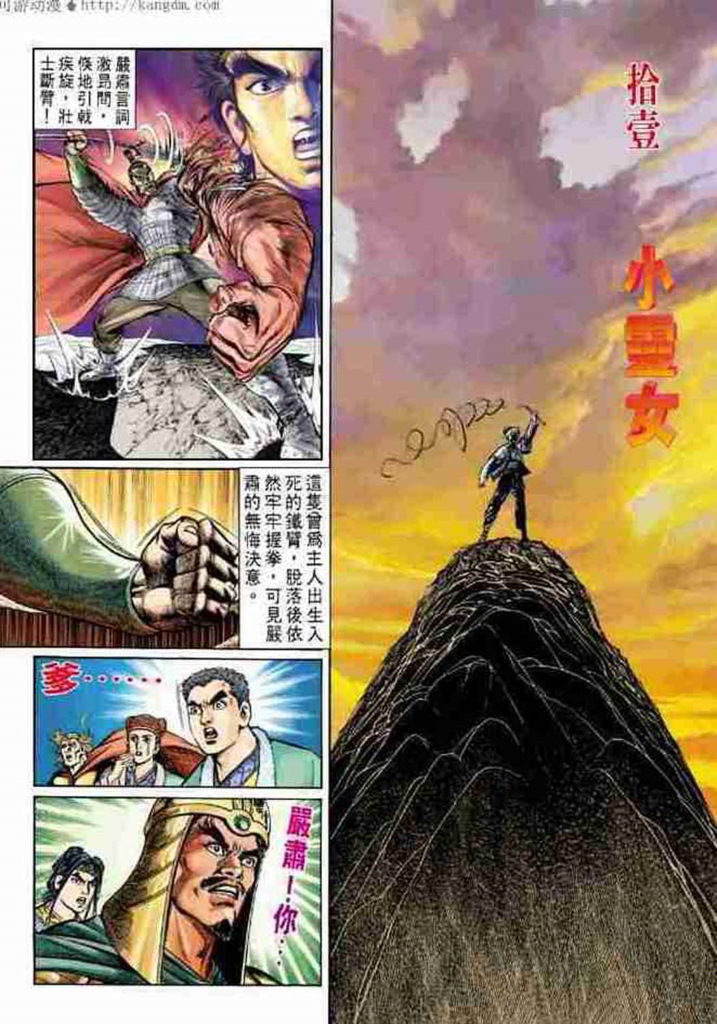 可游动漫 http://kangdm.com
拾壹
小靈女
嚴肅言詞
激昂問，
倏地引戟
疾旋，壯
士斷臂！
這隻曾為主人出生入
死的鐵臂，脫落後依
然牢牢握拳，可見嚴
肅的無悔決意。
爹……
嚴肅！你…